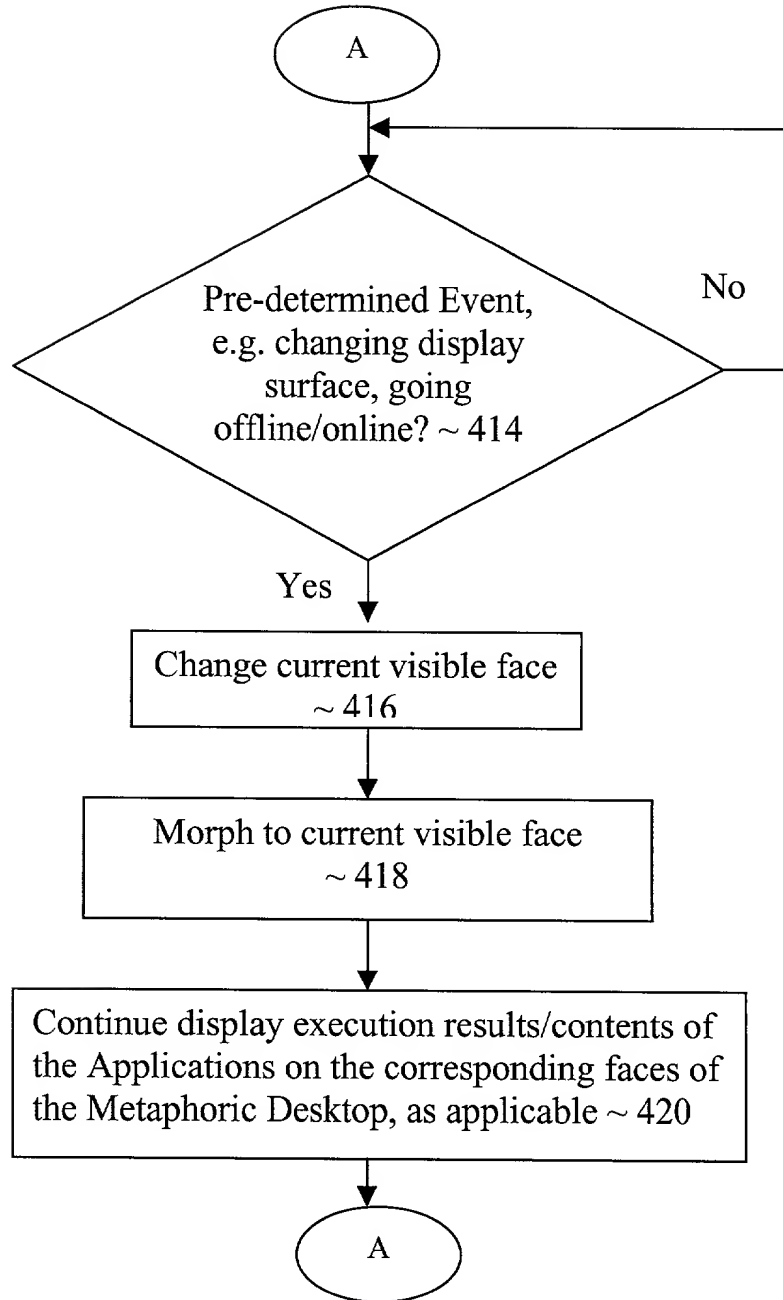 A
Pre-determined Event,
e.g. changing display
surface, going
offline/online? ~ 414
No
Yes
Change current visible face
~ 416
Morph to current visible face
~ 418
Continue display execution results/contents of
the Applications on the corresponding faces of
the Metaphoric Desktop, as applicable ~ 420
A